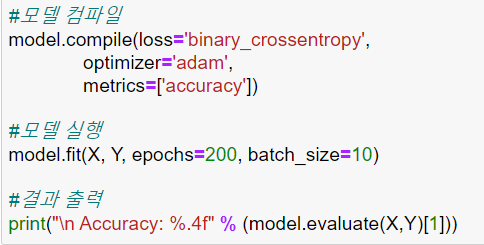 #모델 컴파일
model.compile(loss='binary_crossentropy',
optimizer='adam',
metrics=['accuracy'])
#모델 실행
model.fit(X, Y, epochs=200, batch_size=10)
#결과 출력
print("\n Accuracy: %.4f" % (model.evaluate(X,Y)[1]))